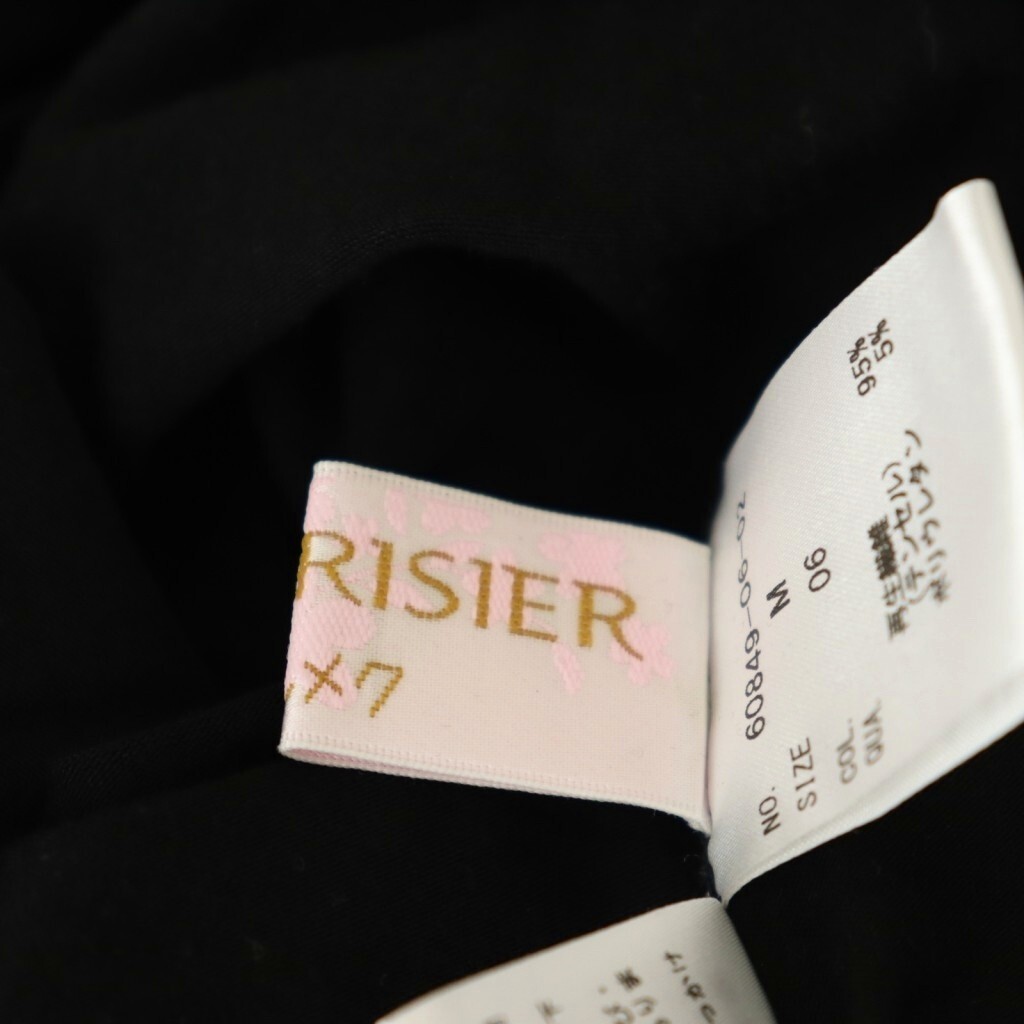 RISIER
×7
NO. 60849-06-02
SIZE M
COL. 06
QUA.
再生繊維 95%
(テンセル)
ポリウレタン 5%